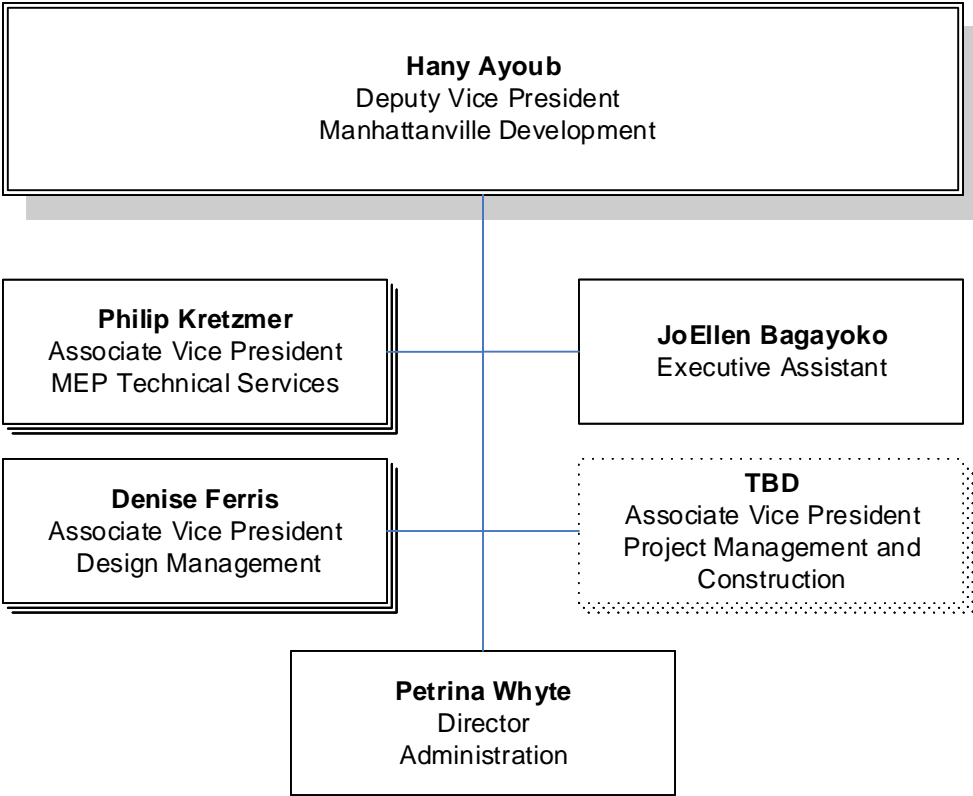 Hany Ayoub
Deputy Vice President
Manhattanville Development
Philip Kretzmer
Associate Vice President
MEP Technical Services
JoEllen Bagayoko
Executive Assistant
Denise Ferris
Associate Vice President
Design Management
TBD
Associate Vice President
Project Management and
Construction
Petrina Whyte
Director
Administration